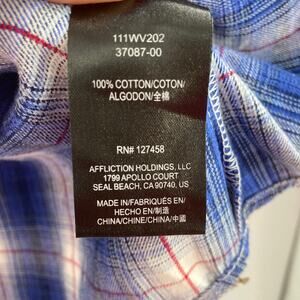 111WV202
37087-00
100% COTTON/COTON/
ALGODON/全棉
RN# 127458
AFFLICTION HOLDINGS, LLC
1799 APOLLO COURT
SEAL BEACH, CA 90740, US
MADE IN/FABRIQUÉS EN/
HECHO EN/制造
CHINA/CHINE/CHINA/中國